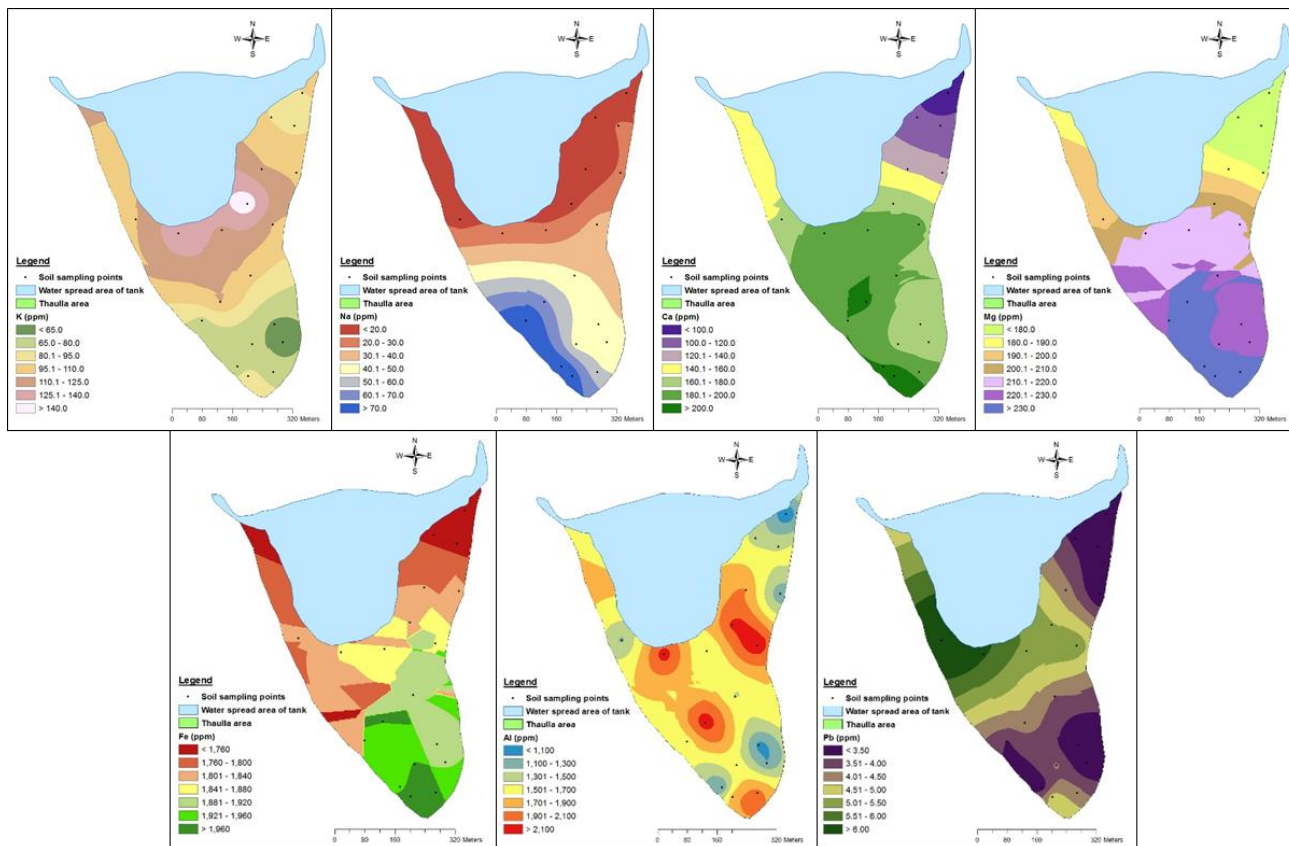 N
W E
S
Legend
Soil sampling points
Water spread area of tank
Thaulla area
K (ppm)
< 65.0
65.0 - 80.0
80.1 - 95.0
95.1 - 110.0
110.1 - 125.0
125.1 - 140.0
> 140.0
0 80 160 320 Meters
N
W E
S
Legend
Soil sampling points
Water spread area of tank
Thaulla area
Na (ppm)
< 20.0
20.0 - 30.0
30.1 - 40.0
40.1 - 50.0
50.1 - 60.0
60.1 - 70.0
> 70.0
0 80 160 320 Meters
N
W E
S
Legend
Soil sampling points
Water spread area of tank
Thaulla area
Ca (ppm)
< 100.0
100.0 - 120.0
120.1 - 140.0
140.1 - 160.0
160.1 - 180.0
180.1 - 200.0
> 200.0
0 80 160 320 Meters
N
W E
S
Legend
Soil sampling points
Water spread area of tank
Thaulla area
Mg (ppm)
< 180.0
180.0 - 190.0
190.1 - 200.0
200.1 - 210.0
210.1 - 220.0
220.1 - 230.0
> 230.0
0 80 160 320 Meters
N
W E
S
Legend
Soil sampling points
Water spread area of tank
Thaulla area
Fe (ppm)
< 1,760
1,760 - 1,800
1,801 - 1,840
1,841 - 1,880
1,881 - 1,920
1,921 - 1,960
> 1,960
0 80 160 320 Meters
N
W E
S
Legend
Soil sampling points
Water spread area of tank
Thaulla area
Al (ppm)
< 1,100
1,100 - 1,300
1,301 - 1,500
1,501 - 1,700
1,701 - 1,900
1,901 - 2,100
> 2,100
0 80 160 320 Meters
N
W E
S
Legend
Soil sampling points
Water spread area of tank
Thaulla area
Pb (ppm)
< 3.50
3.51 - 4.00
4.01 - 4.50
4.51 - 5.00
5.01 - 5.50
5.51 - 6.00
> 6.00
0 80 160 320 Meters